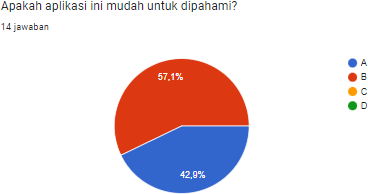 Apakah aplikasi ini mudah untuk dipahami?
14 jawaban
57,1%
42,9%
A
B
C
D